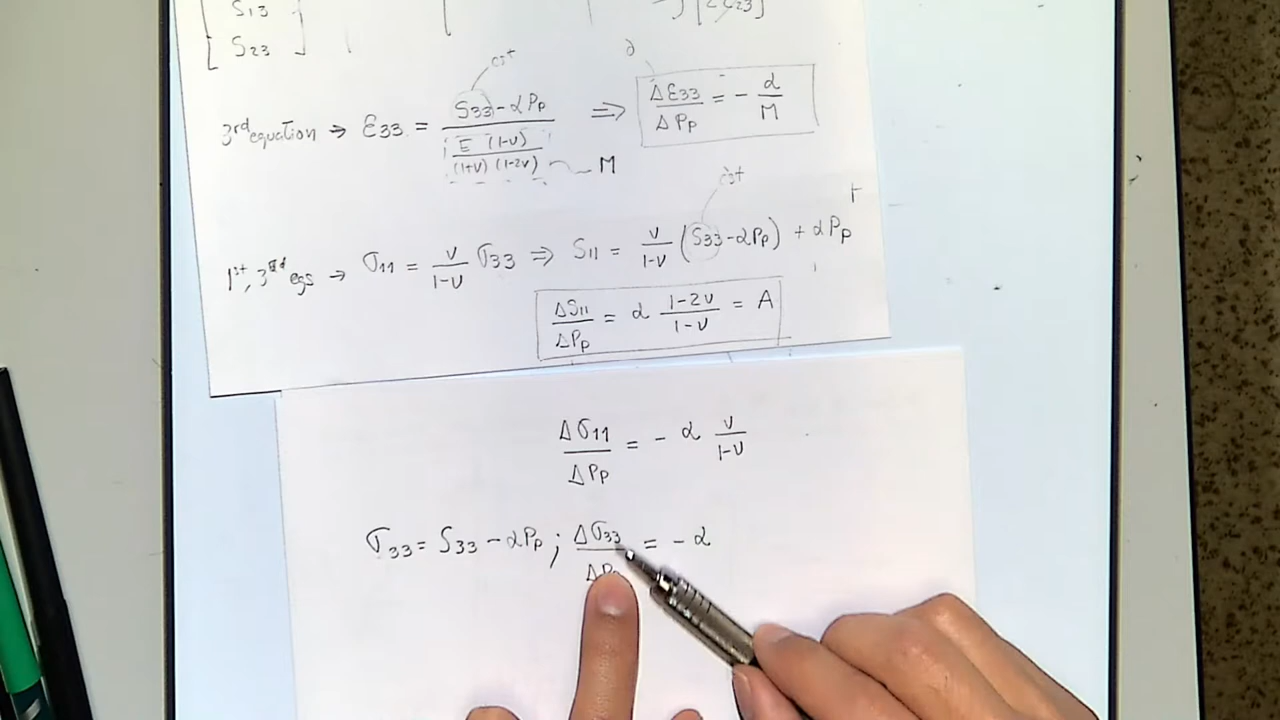 S13
S23
cst
∂
3rd equation → ε33 = (S33 - αPp) / (E (1-ν) / (1+ν) (1-2ν)) ~ M ⇒ Δε33/ΔPp = - α/M
cst
1st, 3rd eqs → σ11 = ν/(1-ν) σ33 ⇒ S11 = ν/(1-ν) (S33 - αPp) + αPp
ΔS11/ΔPp = α (1-2ν)/(1-ν) = A
Δσ11/ΔPp = - α ν/(1-ν)
σ33 = S33 - αPp ; Δσ33/ΔPp = - α